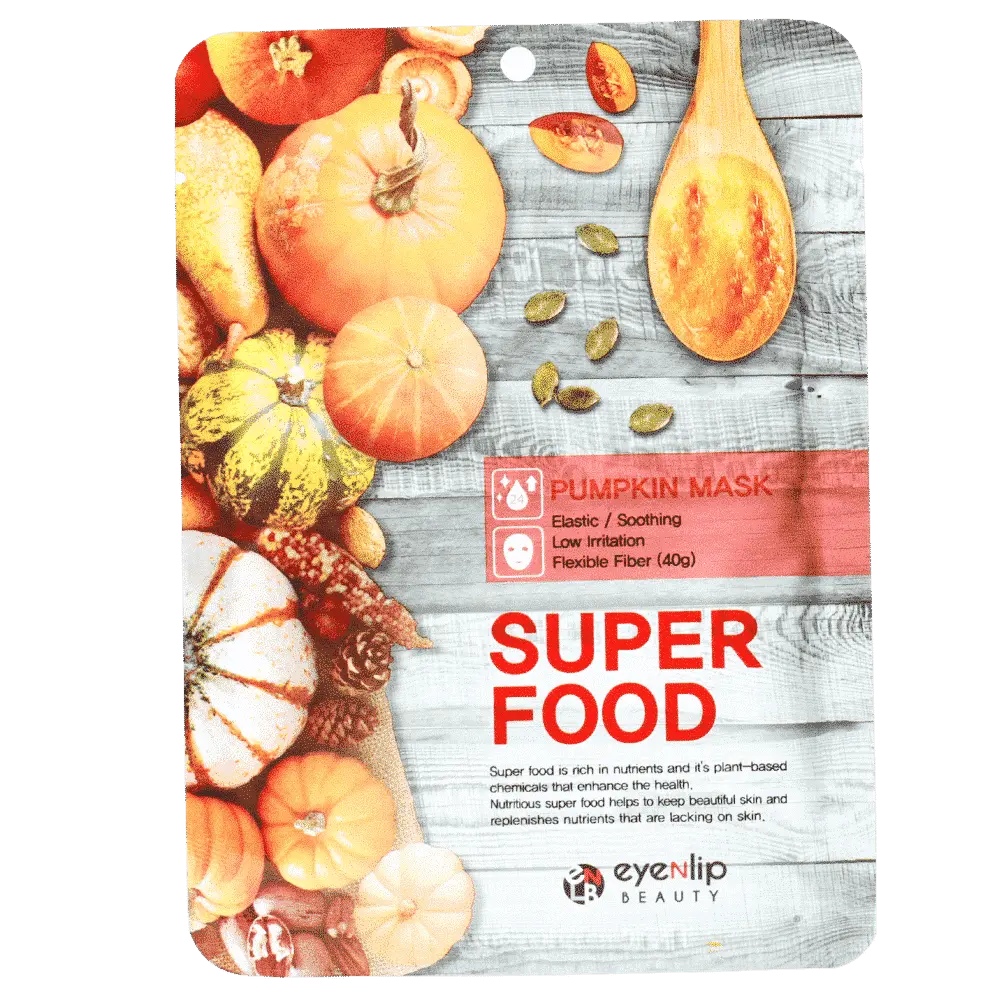 24
PUMPKIN MASK
Elastic / Soothing
Low Irritation
Flexible Fiber (40g)
SUPER
FOOD
Super food is rich in nutrients and it's plant-based
chemicals that enhance the health.
Nutritious super food helps to keep beautiful skin and
replenishes nutrients that are lacking on skin.
eNLB
eyeNlip
BEAUTY